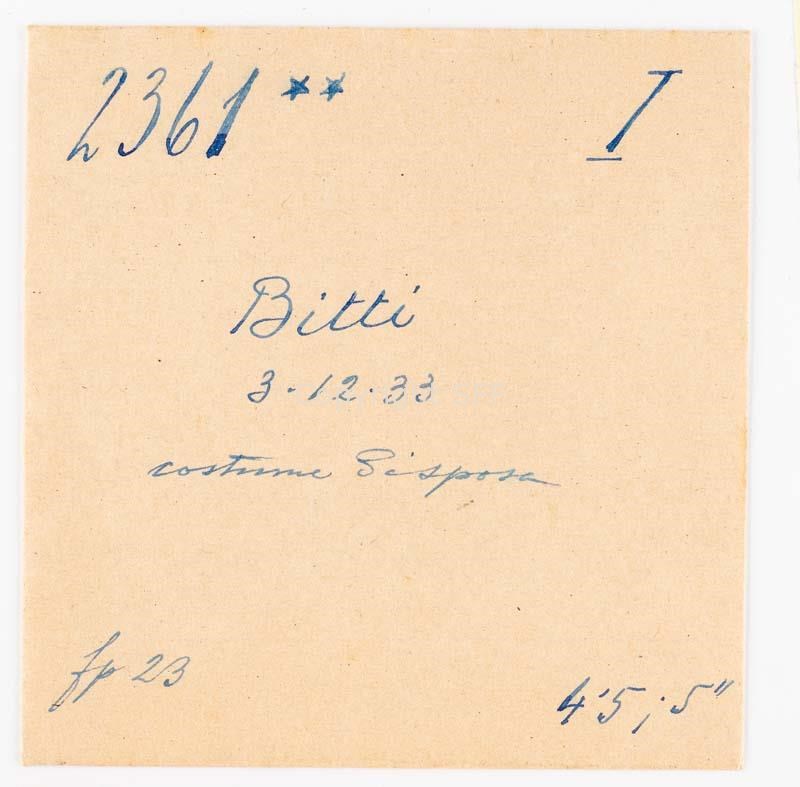 2361 ** I
Bitti
3·12·33
costume di sposa
fp 23
4'5; 5"